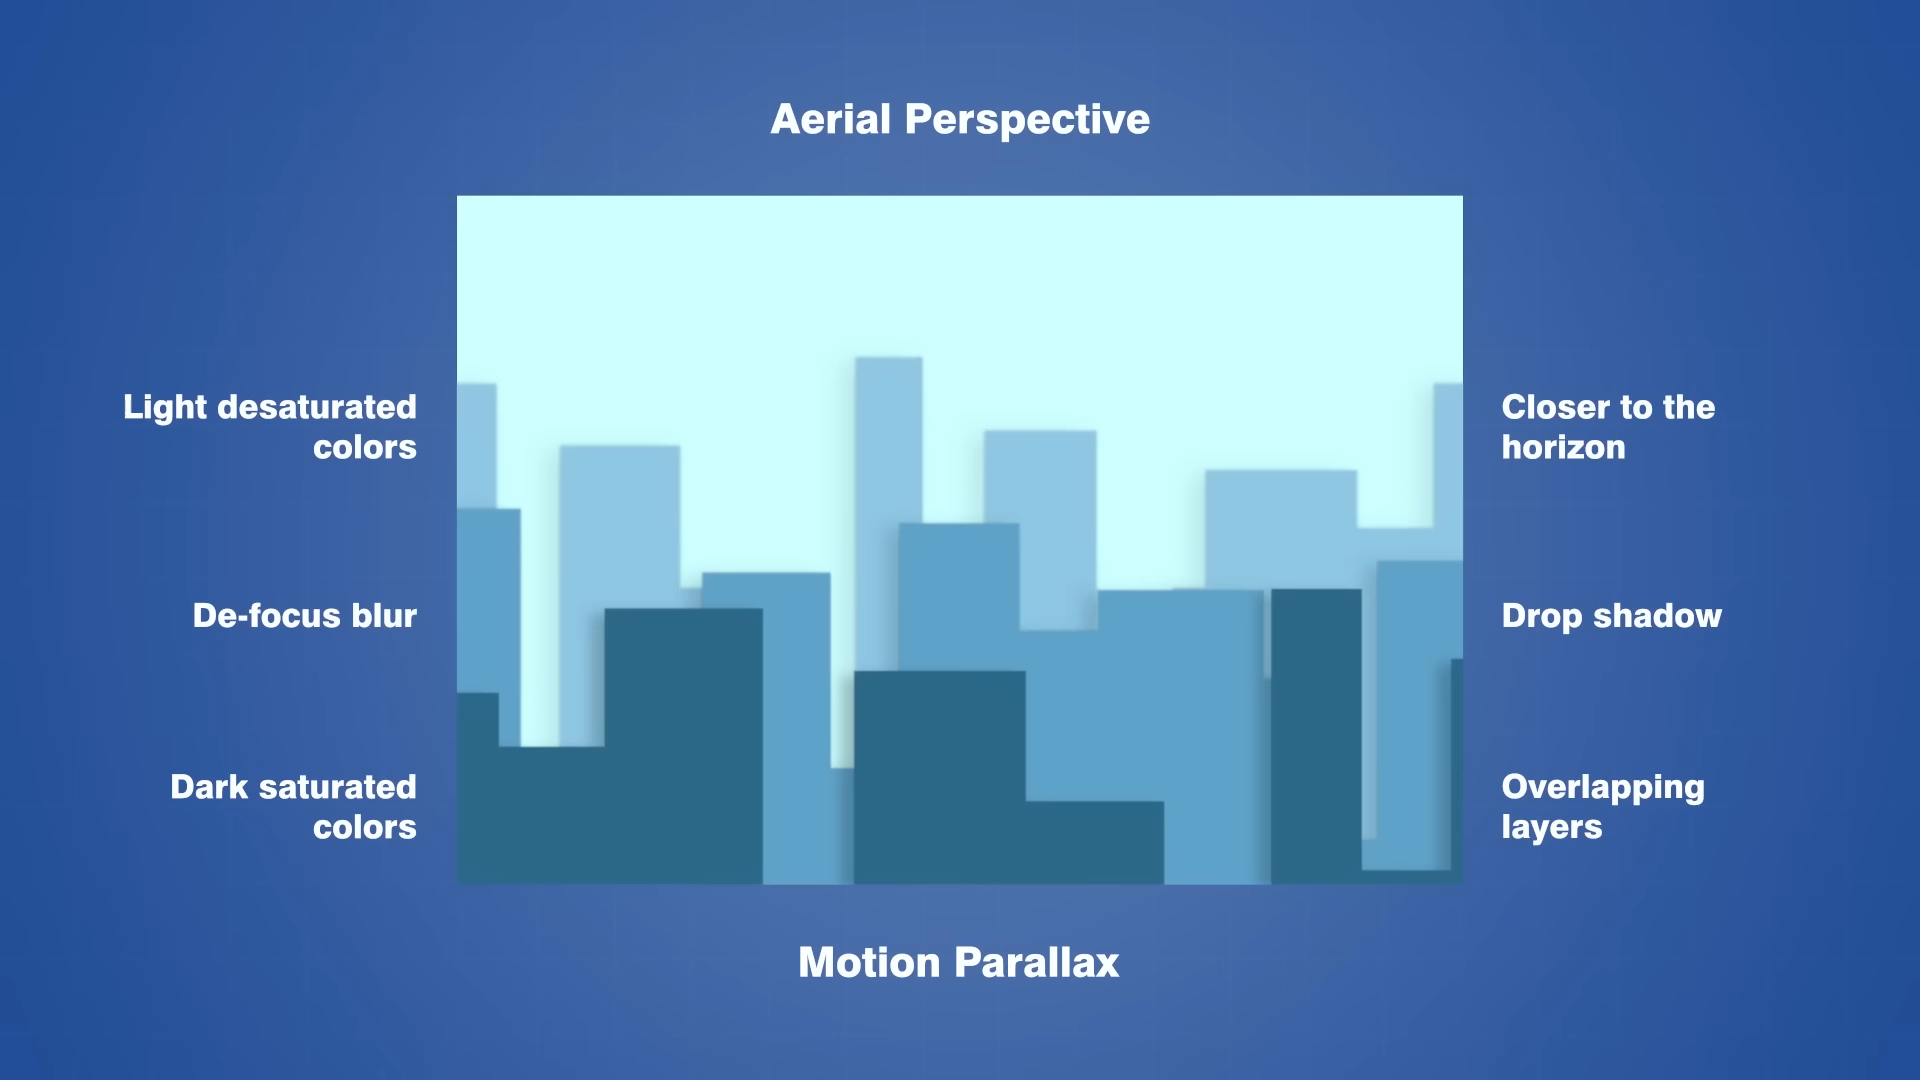 Aerial Perspective
Light desaturated
colors
De-focus blur
Dark saturated
colors
Closer to the
horizon
Drop shadow
Overlapping
layers
Motion Parallax